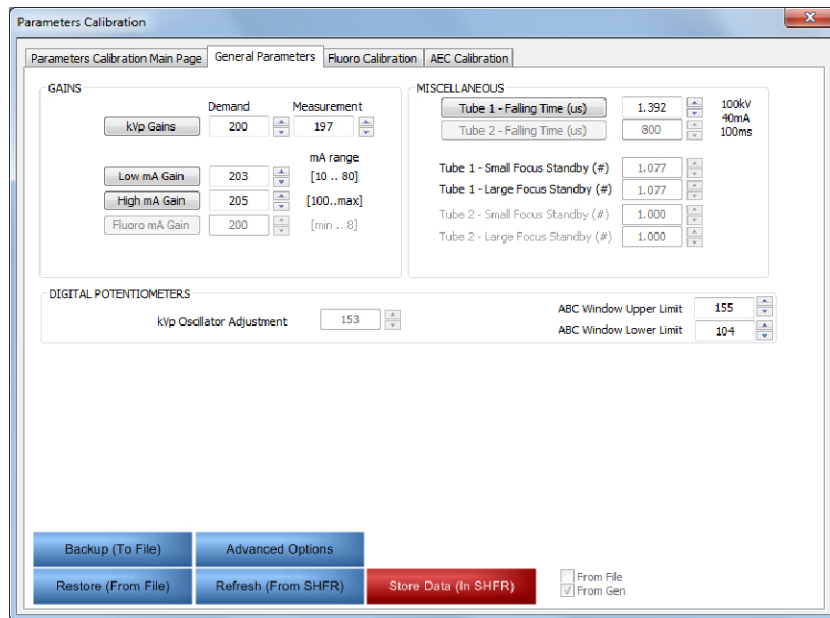 Parameters Calibration
Parameters Calibration Main Page General Parameters Fluoro Calibration AEC Calibration
GAINS
Demand Measurement
kVp Gains 200 197
mA range
Low mA Gain 203 [10 .. 80]
High mA Gain 205 [100..max]
Fluoro mA Gain 200 [min .. 8]
MISCELLANEOUS
Tube 1 - Falling Time (us) 1.392 100kV
40mA
Tube 2 - Falling Time (us) 800 100ms
Tube 1 - Small Focus Standby (#) 1.077
Tube 1 - Large Focus Standby (#) 1.077
Tube 2 - Small Focus Standby (#) 1.000
Tube 2 - Large Focus Standby (#) 1.000
DIGITAL POTENTIOMETERS
kVp Oscillator Adjustment 153
ABC Window Upper Limit 155
ABC Window Lower Limit 104
Backup (To File) Advanced Options
Restore (From File) Refresh (From SHFR) Store Data (In SHFR)
From File
From Gen